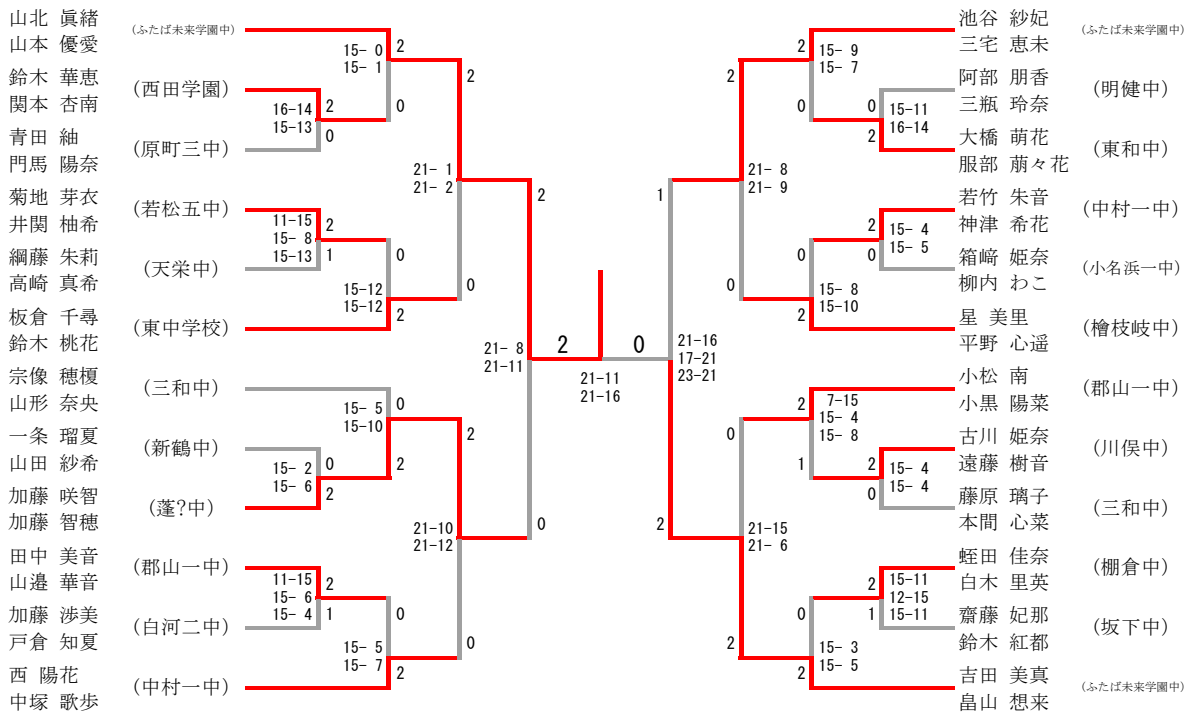 山北 眞緒
山本 優愛
(ふたば未来学園中)
鈴木 華恵
関本 杏南
(西田学園)
青田 紬
門馬 陽奈
(原町三中)
菊地 芽衣
井関 柚希
(若松五中)
綱藤 朱莉
高崎 真希
(天栄中)
板倉 千尋
鈴木 桃花
(東中学校)
宗像 穂榎
山形 奈央
(三和中)
一条 瑠夏
山田 紗希
(新鶴中)
加藤 咲智
加藤 智穂
(蓬?中)
田中 美音
山邉 華音
(郡山一中)
加藤 渉美
戸倉 知夏
(白河二中)
西 陽花
中塚 歌歩
(中村一中)
15- 0
15- 1
2
0
16-14
15-13
2
0
11-15
15- 8
15-13
2
1
15-12
15-12
0
2
21- 1
21- 2
2
0
15- 5
15-10
0
2
15- 2
15- 6
0
2
11-15
15- 6
15- 4
2
1
15- 5
15- 7
0
2
21-10
21-12
2
0
21- 8
21-11
2
0
2
0
21-11
21-16
21-16
17-21
23-21
1
2
21- 8
21- 9
2
0
15- 9
15- 7
2
0
15-11
16-14
0
2
15- 4
15- 5
2
0
15- 8
15-10
0
2
21-15
21- 6
0
2
7-15
15- 4
15- 8
2
1
15- 4
15- 4
2
0
15-11
12-15
15-11
2
1
15- 3
15- 5
0
2
池谷 紗妃
三宅 恵未
(ふたば未来学園中)
阿部 朋香
三瓶 玲奈
(明健中)
大橋 萌花
服部 萠々花
(東和中)
若竹 朱音
神津 希花
(中村一中)
箱﨑 姫奈
柳内 わこ
(小名浜一中)
星 美里
平野 心遥
(檜枝岐中)
小松 南
小黒 陽菜
(郡山一中)
古川 姫奈
遠藤 樹音
(川俣中)
藤原 璃子
本間 心菜
(三和中)
蛭田 佳奈
白木 里英
(棚倉中)
齋藤 妃那
鈴木 紅都
(坂下中)
吉田 美真
畠山 想来
(ふたば未来学園中)